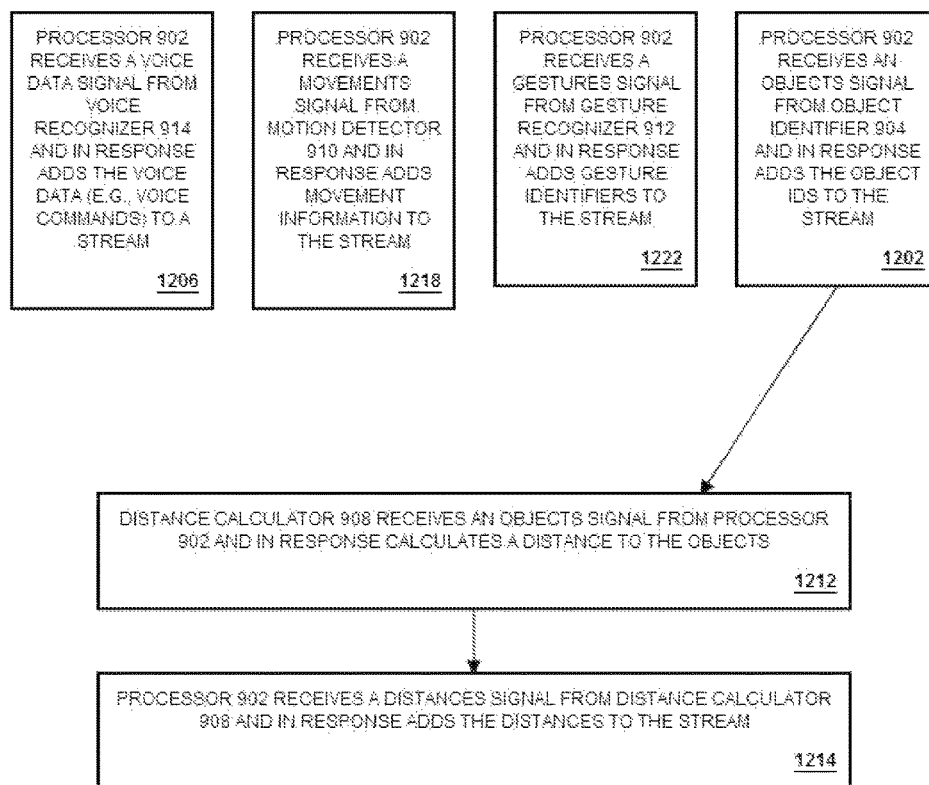 PROCESSOR 902
RECEIVES A VOICE
DATA SIGNAL FROM
VOICE
RECOGNIZER 914
AND IN RESPONSE
ADDS THE VOICE
DATA (E.G., VOICE
COMMANDS) TO A
STREAM
1206
PROCESSOR 902
RECEIVES A
MOVEMENTS
SIGNAL FROM
MOTION DETECTOR
910 AND IN
RESPONSE ADDS
MOVEMENT
INFORMATION TO
THE STREAM
1218
PROCESSOR 902
RECEIVES A
GESTURES SIGNAL
FROM GESTURE
RECOGNIZER 912
AND IN RESPONSE
ADDS GESTURE
IDENTIFIERS TO
THE STREAM
1222
PROCESSOR 902
RECEIVES AN
OBJECTS SIGNAL
FROM OBJECT
IDENTIFIER 904
AND IN RESPONSE
ADDS THE OBJECT
IDS TO THE
STREAM
1202
DISTANCE CALCULATOR 908 RECEIVES AN OBJECTS SIGNAL FROM PROCESSOR
902 AND IN RESPONSE CALCULATES A DISTANCE TO THE OBJECTS
1212
PROCESSOR 902 RECEIVES A DISTANCES SIGNAL FROM DISTANCE CALCULATOR
908 AND IN RESPONSE ADDS THE DISTANCES TO THE STREAM
1214